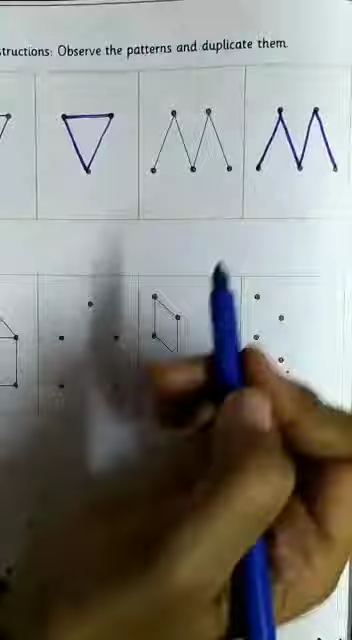 structions: Observe the patterns and duplicate them.